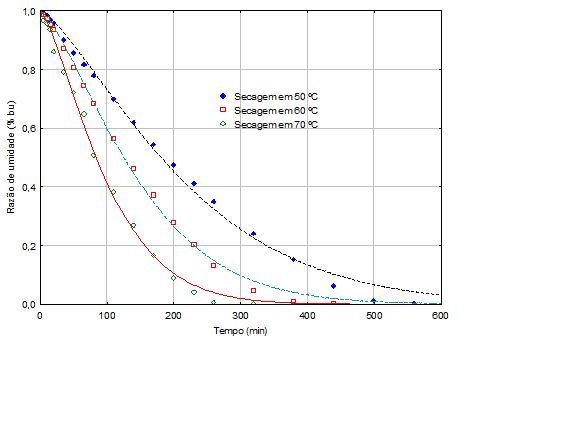 1,0
0,8
0,6
0,4
0,2
0,0
Razão de umidade (% bu)
Secagem em 50 ºC
Secagem em 60 ºC
Secagem em 70 ºC
0 100 200 300 400 500 600
Tempo (min)